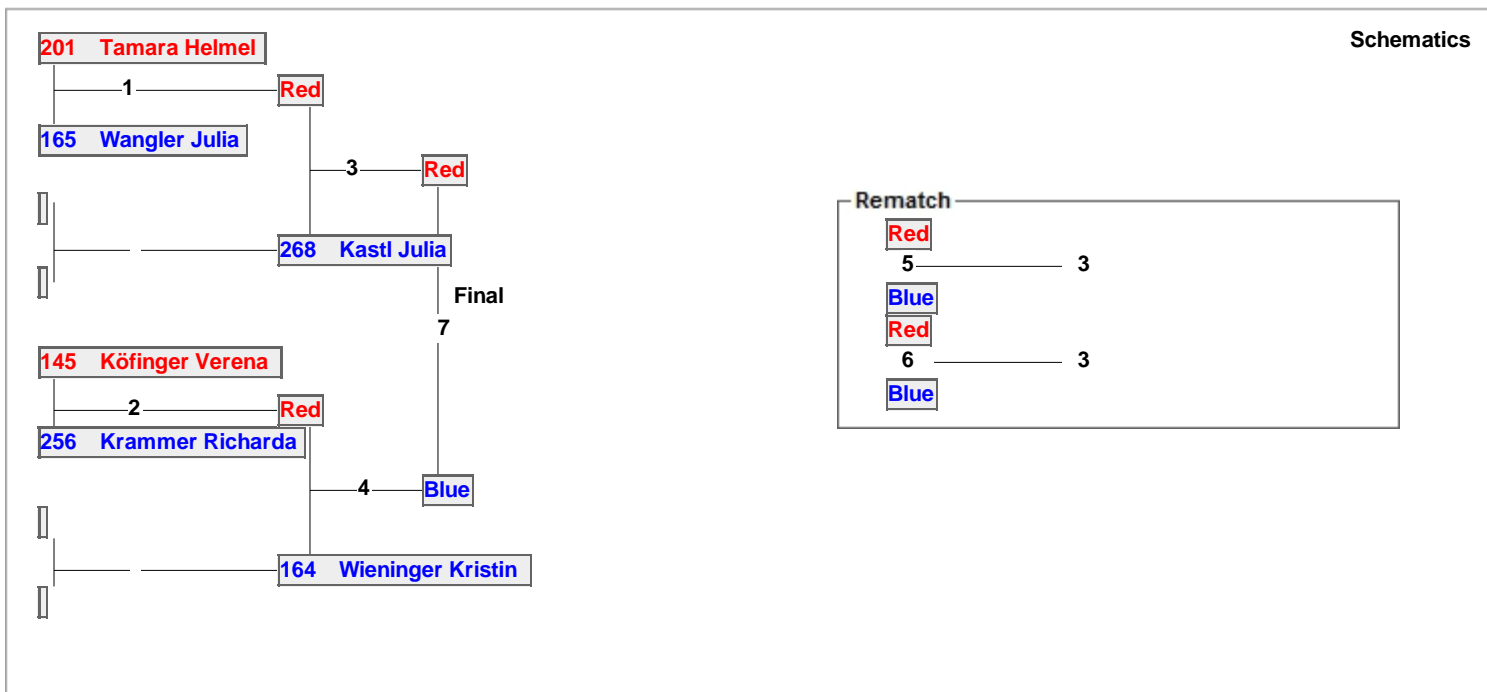 Schematics
201 Tamara Helmel
1
Red
165 Wangler Julia
3
Red
268 Kastl Julia
Final
7
145 Köfinger Verena
2
Red
256 Krammer Richarda
4
Blue
164 Wieninger Kristin
Rematch
Red
5 3
Blue
Red
6 3
Blue